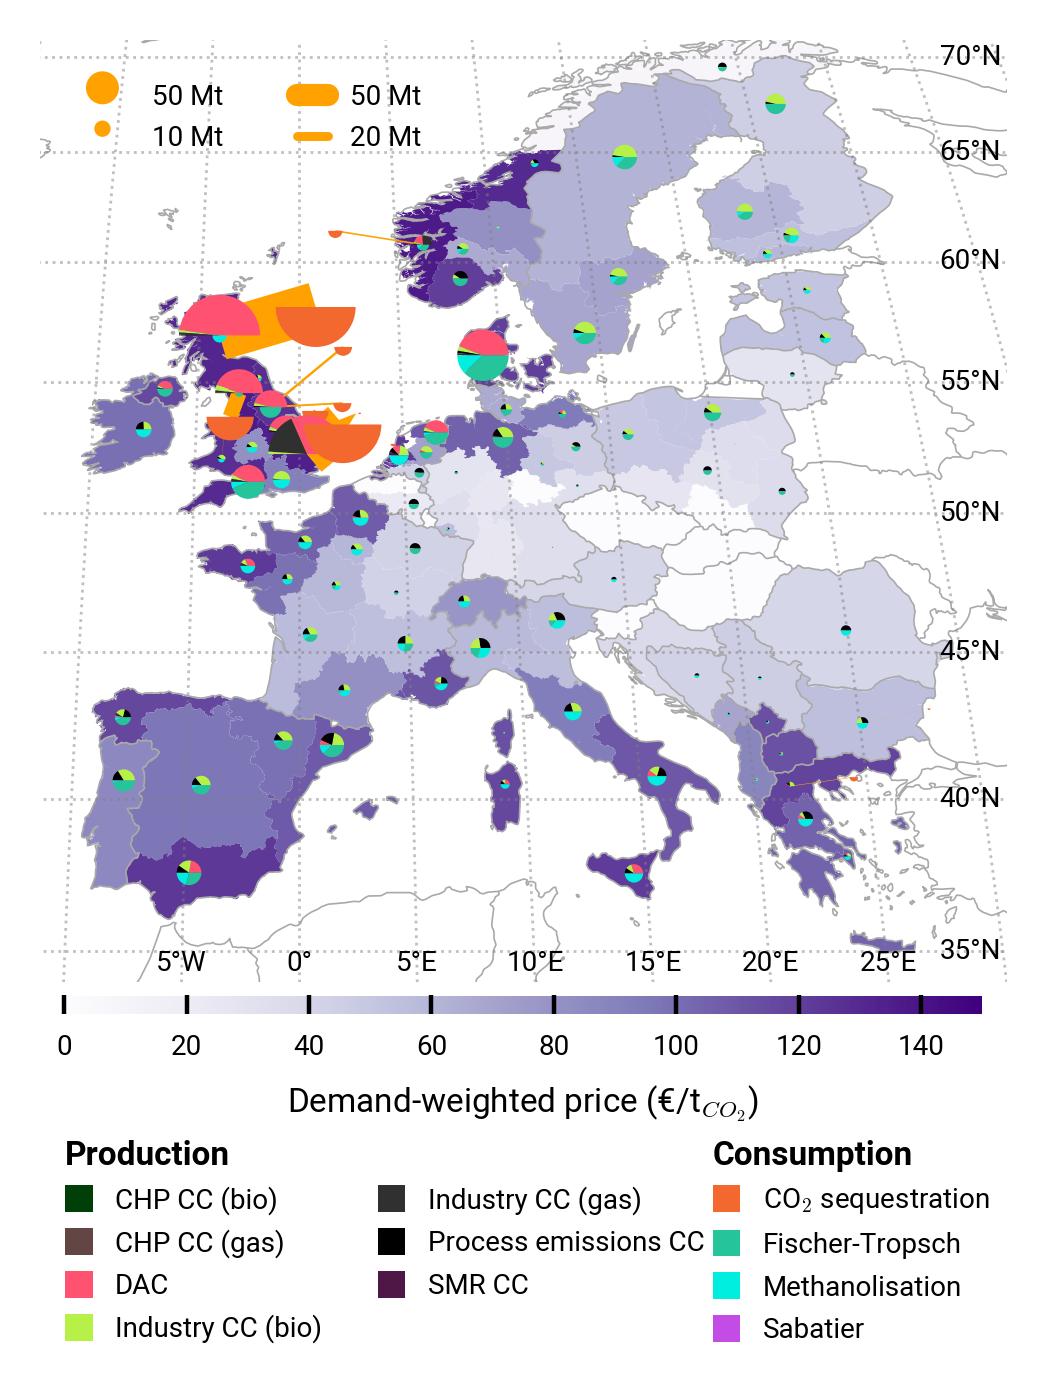 70°N
50 Mt 50 Mt
10 Mt 20 Mt
65°N
60°N
55°N
50°N
45°N
40°N
35°N
5°W 0° 5°E 10°E 15°E 20°E 25°E
0 20 40 60 80 100 120 140
Demand-weighted price (€/t_CO₂)
Production Consumption
CHP CC (bio) Industry CC (gas) CO₂ sequestration
CHP CC (gas) Process emissions CC Fischer-Tropsch
DAC SMR CC Methanolisation
Industry CC (bio) Sabatier